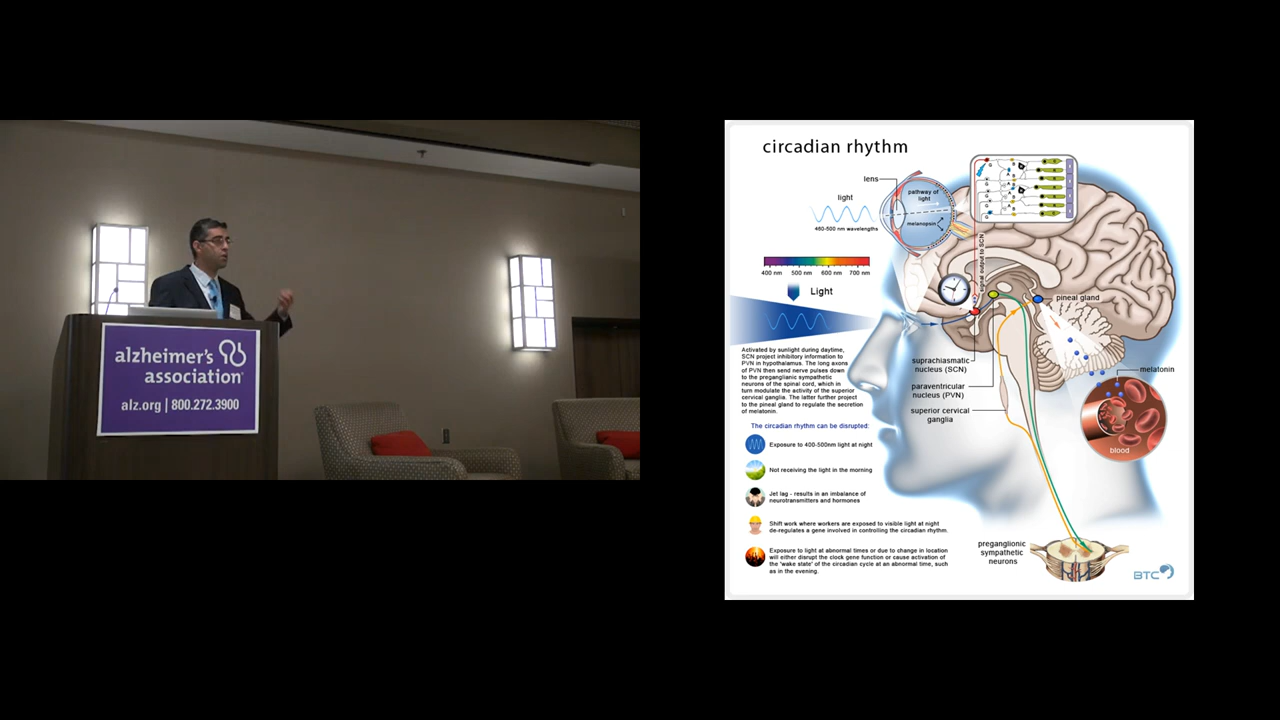 alzheimer's
association
alz.org | 800.272.3900
circadian rhythm
lens
light
460-500 nm wavelengths
pathway of
light
melanopsin
400 nm 500 nm 600 nm 700 nm
Light
output to SCN
pineal gland
Activated by sunlight during daytime,
SCN project inhibitory information to
PVN in hypothalamus. The long axons
of PVN then send nerve pulses down
to the preganglionic sympathetic
neurons of the spinal cord, which in
turn modulate the activity of the superior
cervical ganglia. The latter further project
to the pineal gland to regulate the secretion
of melatonin.
suprachiasmatic
nucleus (SCN)
paraventricular
nucleus (PVN)
superior cervical
ganglia
melatonin
blood
The circadian rhythm can be disrupted:
Exposure to 400-500nm light at night
Not receiving the light in the morning
Jet lag - results in an imbalance of
neurotransmitters and hormones
Shift work where workers are exposed to visible light at night
de-regulates a gene involved in controlling the circadian rhythm.
Exposure to light at abnormal times or due to change in location
will either disrupt the clock gene function or cause activation of
the 'wake state' of the circadian cycle at an abnormal time, such
as in the evening.
preganglionic
sympathetic
neurons
BTC